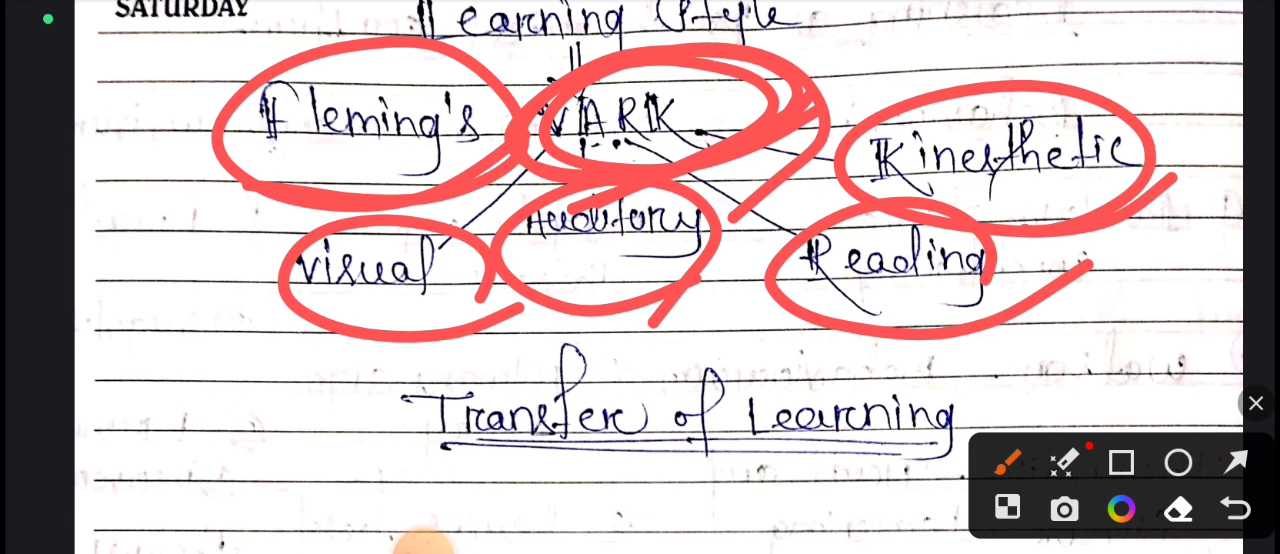 SATURDAY
Learning Style
Fleming's VARK
Kinesthetic
Auditory
Visual
Reading
Transfer of Learning